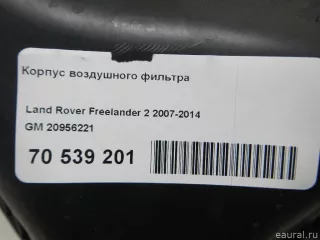 Корпус воздушного фильтра
Land Rover Freelander 2 2007-2014
GM 20956221
70 539 201
eaural.ru